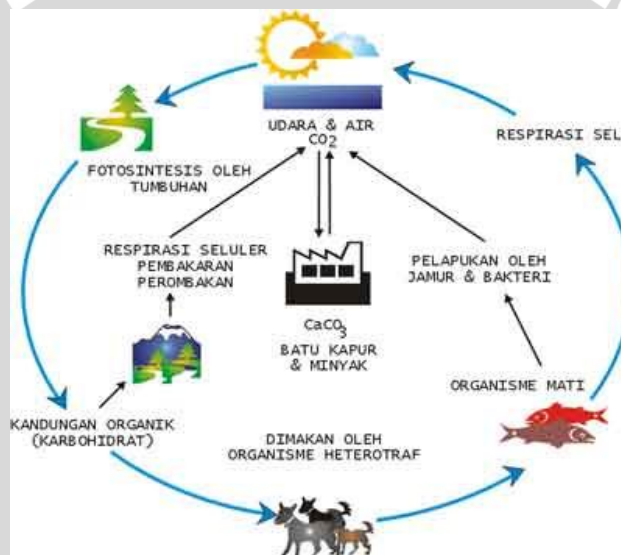 UDARA & AIR
CO2
RESPIRASI SEL
FOTOSINTESIS OLEH
TUMBUHAN
RESPIRASI SELULER
PEMBAKARAN
PEROMBAKAN
PELAPUKAN OLEH
JAMUR & BAKTERI
CaCO3
BATU KAPUR
& MINYAK
ORGANISME MATI
KANDUNGAN ORGANIK
(KARBOHIDRAT)
DIMAKAN OLEH
ORGANISME HETEROTRAF